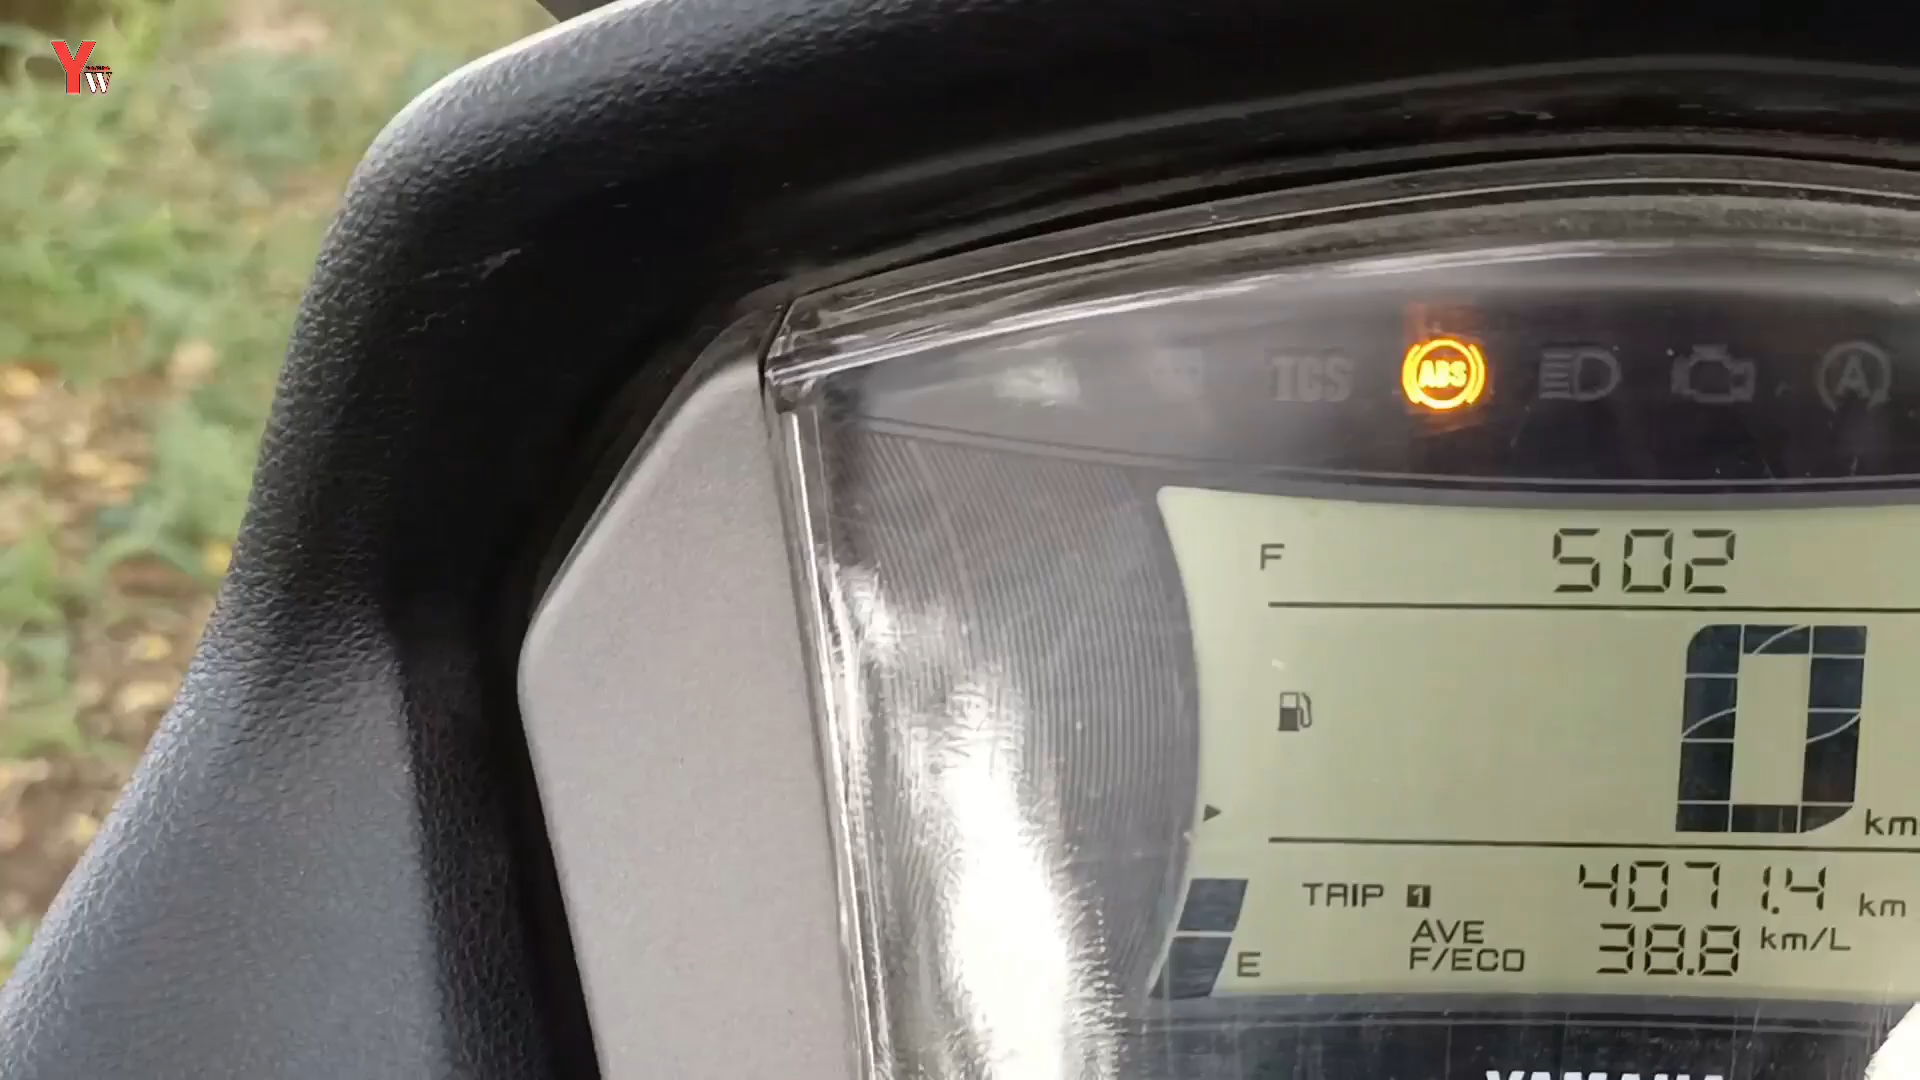 Y
W
TCS ABS A
F 502
0
km
TRIP 1 4071.4 km
AVE 38.8 km/L
F/ECO
E
YAMAHA